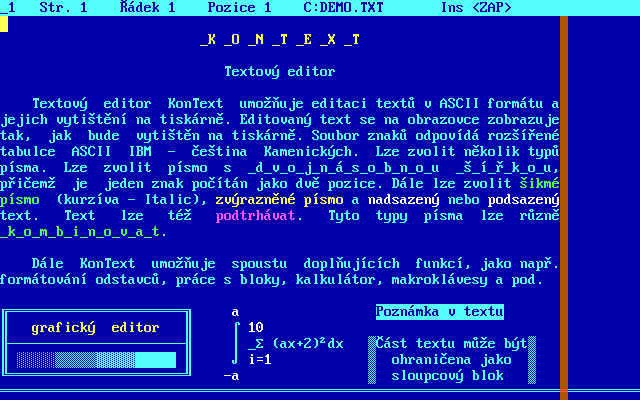 _1 Str. 1 Řádek 1 Pozice 1 C:DEMO.TXT Ins <ZAP>
_K _O _N _T _E _X _T
Textový editor
Textový editor KonText umožňuje editaci textů v ASCII formátu a
jejich vytištění na tiskárně. Editovaný text se na obrazovce zobrazuje
tak, jak bude vytištěn na tiskárně. Soubor znaků odpovídá rozšířené
tabulce ASCII IBM - čeština Kamenických. Lze zvolit několik typů
písma. Lze zvolit písmo s _d_v_o_j_n_á_s_o_b_n_o_u _š_í_ř_k_o_u,
přičemž je jeden znak počítán jako dvě pozice. Dále lze zvolit šikmé
písmo (kurzíva - Italic), zvýrazněné písmo a nadsazený nebo podsazený
text. Text lze též podtrhávat. Tyto typy písma lze různě
_k_o_m_b_i_n_o_v_a_t.
Dále KonText umožňuje spoustu doplňujících funkcí, jako např.
formátování odstavců, práce s bloky, kalkulátor, makroklávesy a pod.
grafický editor
a
⌠ 10
│ _Σ (ax+2)²dx
⌡ i=1
-a
Poznámka v textu
Část textu může být
ohraničena jako
sloupcový blok